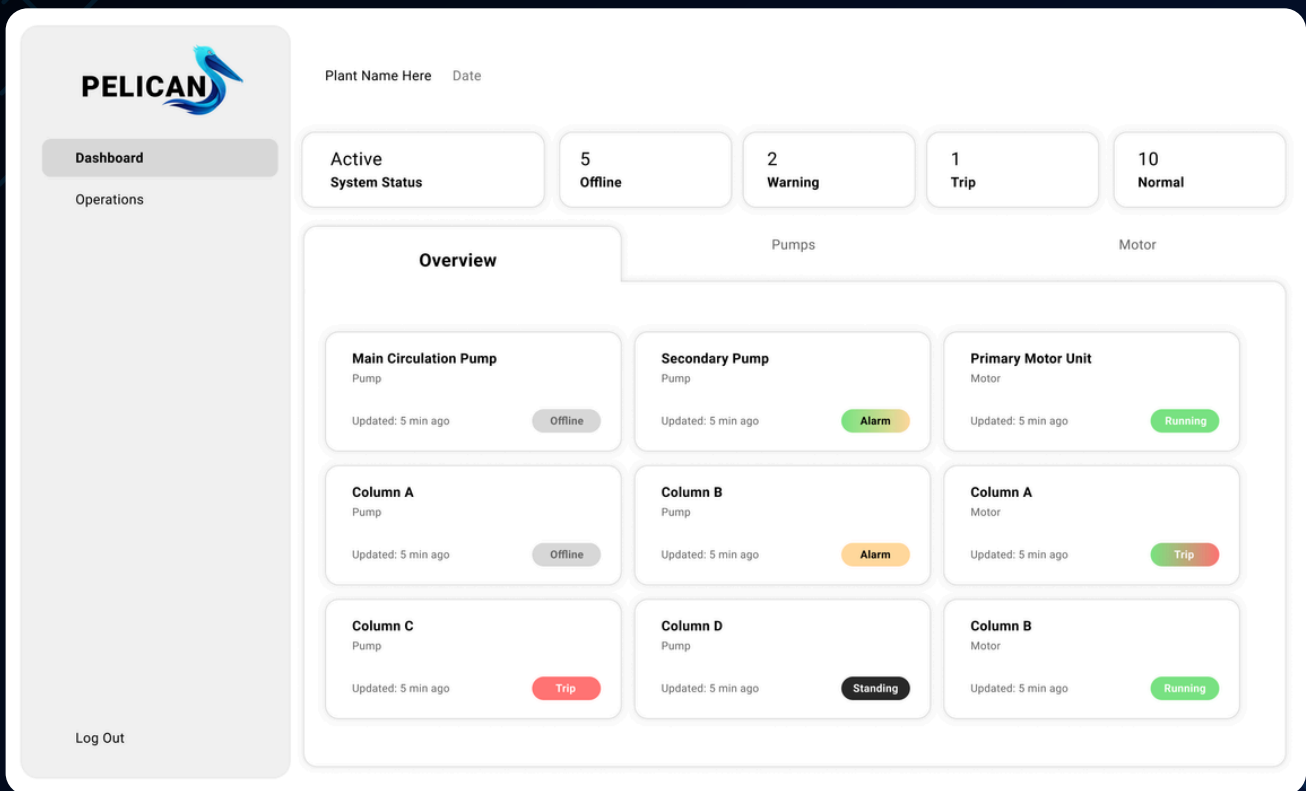 PELICAN
Dashboard
Operations
Log Out
Plant Name Here Date
Active
System Status
5
Offline
2
Warning
1
Trip
10
Normal
Overview
Pumps
Motor
Main Circulation Pump
Pump
Updated: 5 min ago Offline
Secondary Pump
Pump
Updated: 5 min ago Alarm
Primary Motor Unit
Motor
Updated: 5 min ago Running
Column A
Pump
Updated: 5 min ago Offline
Column B
Pump
Updated: 5 min ago Alarm
Column A
Motor
Updated: 5 min ago Trip
Column C
Pump
Updated: 5 min ago Trip
Column D
Pump
Updated: 5 min ago Standing
Column B
Motor
Updated: 5 min ago Running